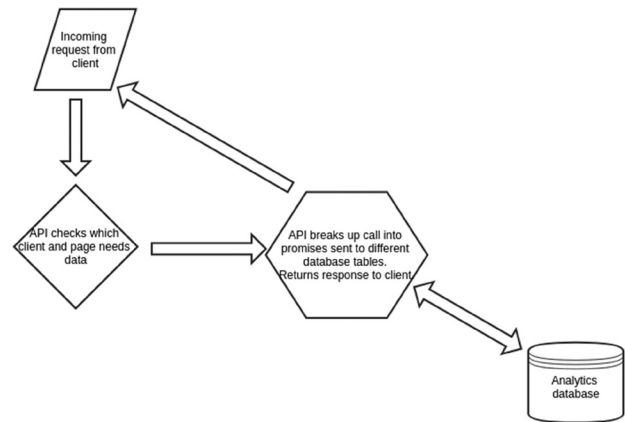 Incoming
request from
client
API checks which
client and page needs
data
API breaks up call into
promises sent to different
database tables.
Returns response to client.
Analytics
database